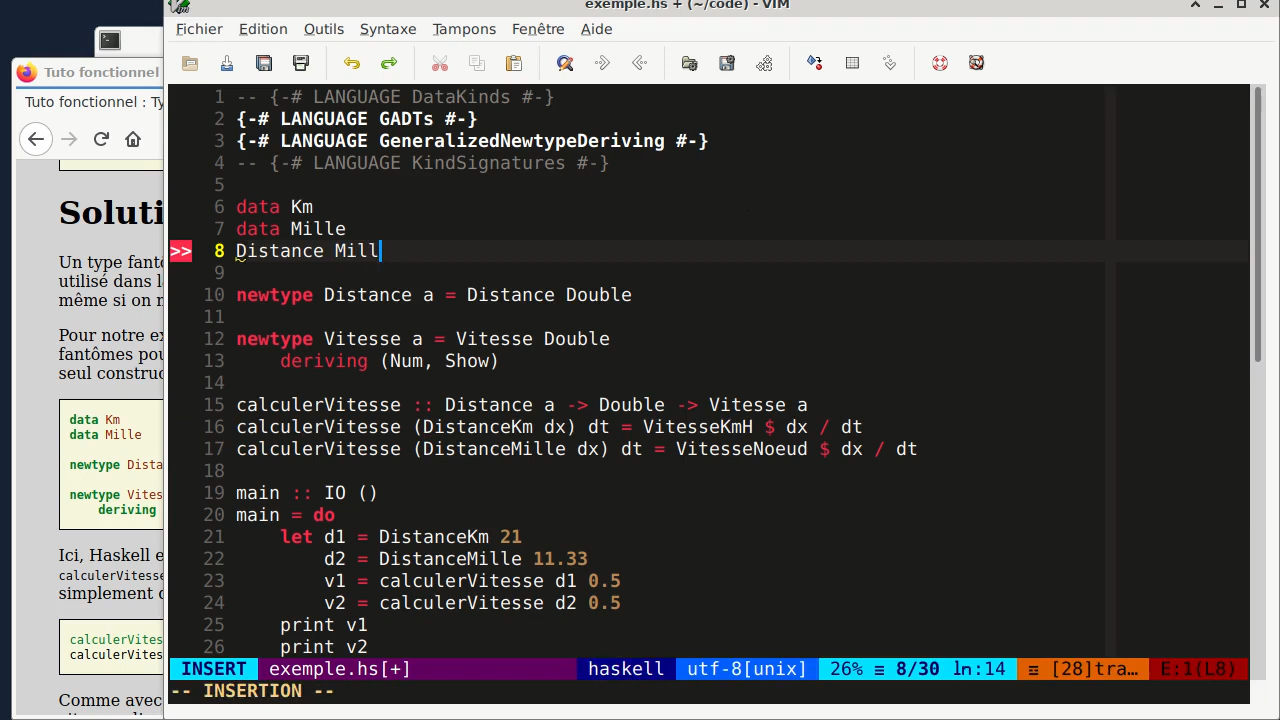 exemple.hs + (~/code) - VIM
Fichier Edition Outils Syntaxe Tampons Fenêtre Aide
1 -- {-# LANGUAGE DataKinds #-}
2 {-# LANGUAGE GADTs #-}
3 {-# LANGUAGE GeneralizedNewtypeDeriving #-}
4 -- {-# LANGUAGE KindSignatures #-}
5
6 data Km
7 data Mille
>> 8 Distance Mill
9
10 newtype Distance a = Distance Double
11
12 newtype Vitesse a = Vitesse Double
13 deriving (Num, Show)
14
15 calculerVitesse :: Distance a -> Double -> Vitesse a
16 calculerVitesse (DistanceKm dx) dt = VitesseKmH $ dx / dt
17 calculerVitesse (DistanceMille dx) dt = VitesseNoeud $ dx / dt
18
19 main :: IO ()
20 main = do
21 let d1 = DistanceKm 21
22 d2 = DistanceMille 11.33
23 v1 = calculerVitesse d1 0.5
24 v2 = calculerVitesse d2 0.5
25 print v1
26 print v2
INSERT exemple.hs[+] haskell utf-8[unix] 26% ≡ 8/30 ln:14 ≡ [28]tra… E:1(L8)
-- INSERTION --
Tuto fonctionnel
Tuto fonctionnel : Ty
Soluti
Un type fant
utilisé dans l
même si on n
Pour notre ex
fantômes pou
seul construc
data Km
data Mille
newtype Dista
newtype Vites
deriving
Ici, Haskell e
calculerVitesse
simplement d
calculerVites
calculerVites
Comme avec